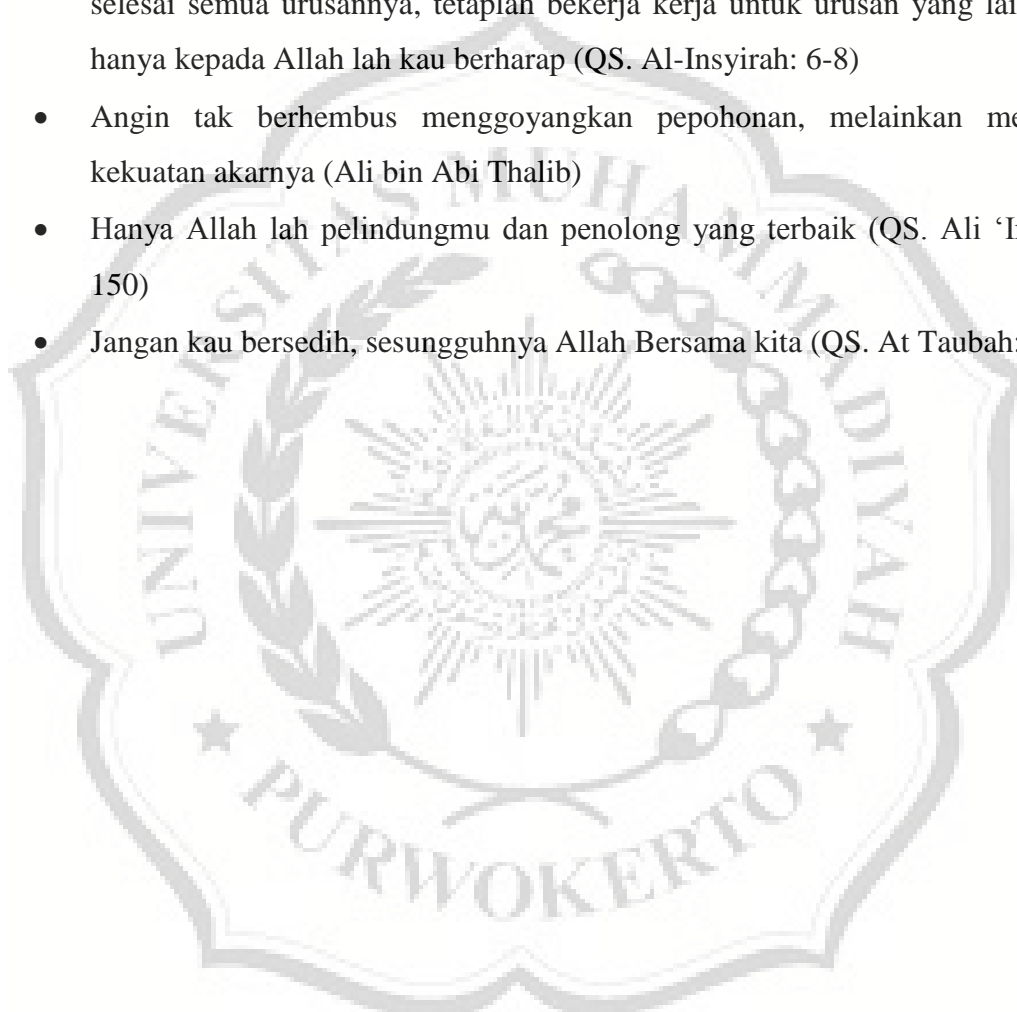 selesai semua urusannya, tetaplah bekerja kerja untuk urusan yang lai
hanya kepada Allah lah kau berharap (QS. Al-Insyirah: 6-8)
• Angin tak berhembus menggoyangkan pepohonan, melainkan me
kekuatan akarnya (Ali bin Abi Thalib)
• Hanya Allah lah pelindungmu dan penolong yang terbaik (QS. Ali ‘I
150)
• Jangan kau bersedih, sesungguhnya Allah Bersama kita (QS. At Taubah:
UNIVERSITAS MUHAMMADIYAH
PURWOKERTO